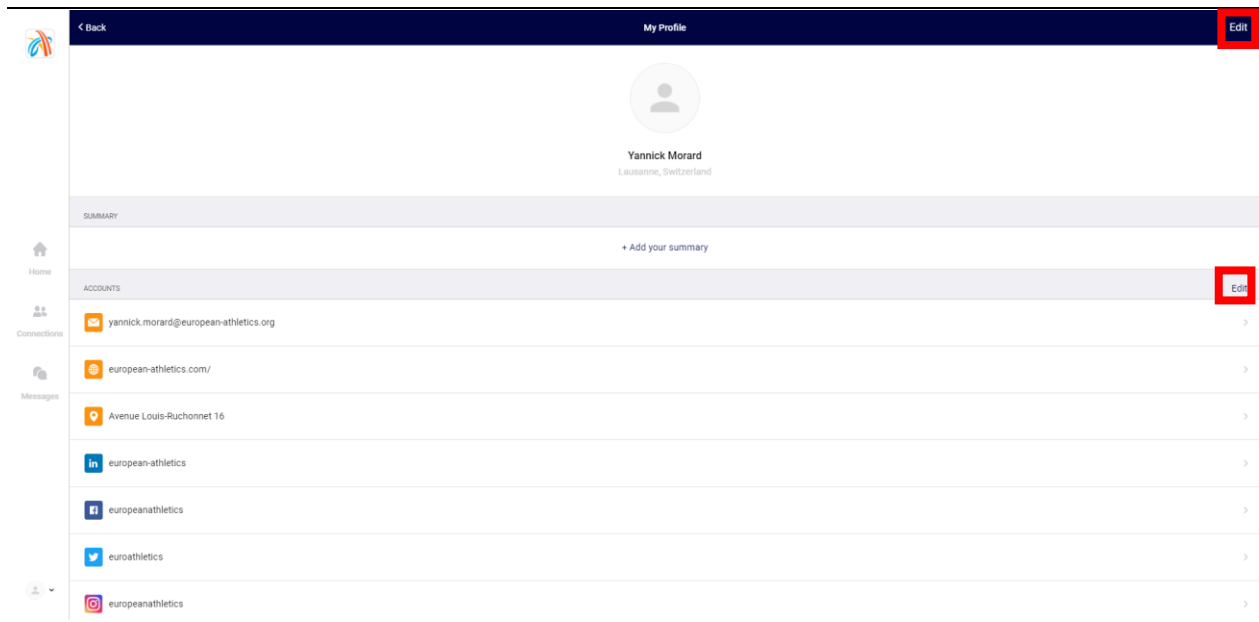 Back
My Profile
Edit
Yannick Morard
Lausanne, Switzerland
SUMMARY
+ Add your summary
Home
ACCOUNTS
Edit
Connections
yannick.morard@european-athletics.org
european-athletics.com/
Messages
Avenue Louis-Ruchonnet 16
in
european-athletics
europeanathletics
euroathletics
europeanathletics